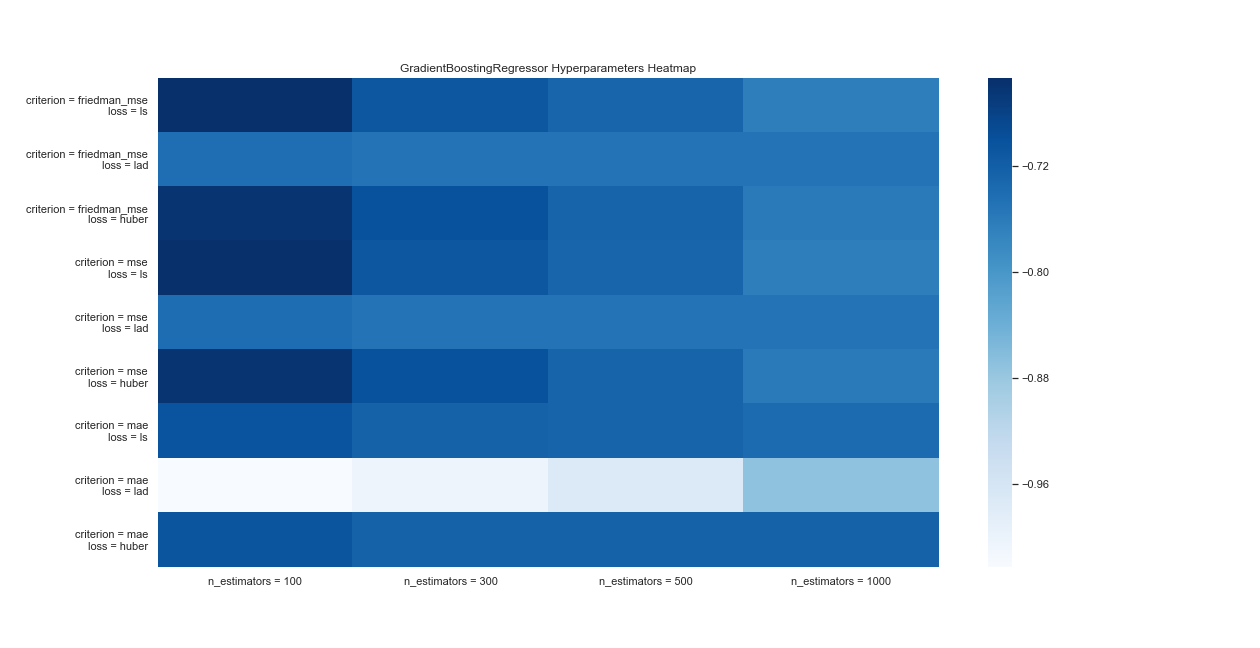 GradientBoostingRegressor Hyperparameters Heatmap
criterion = friedman_mse
loss = ls
criterion = friedman_mse
loss = lad
criterion = friedman_mse
loss = huber
criterion = mse
loss = ls
criterion = mse
loss = lad
criterion = mse
loss = huber
criterion = mae
loss = ls
criterion = mae
loss = lad
criterion = mae
loss = huber
n_estimators = 100
n_estimators = 300
n_estimators = 500
n_estimators = 1000
−0.72
−0.80
−0.88
−0.96